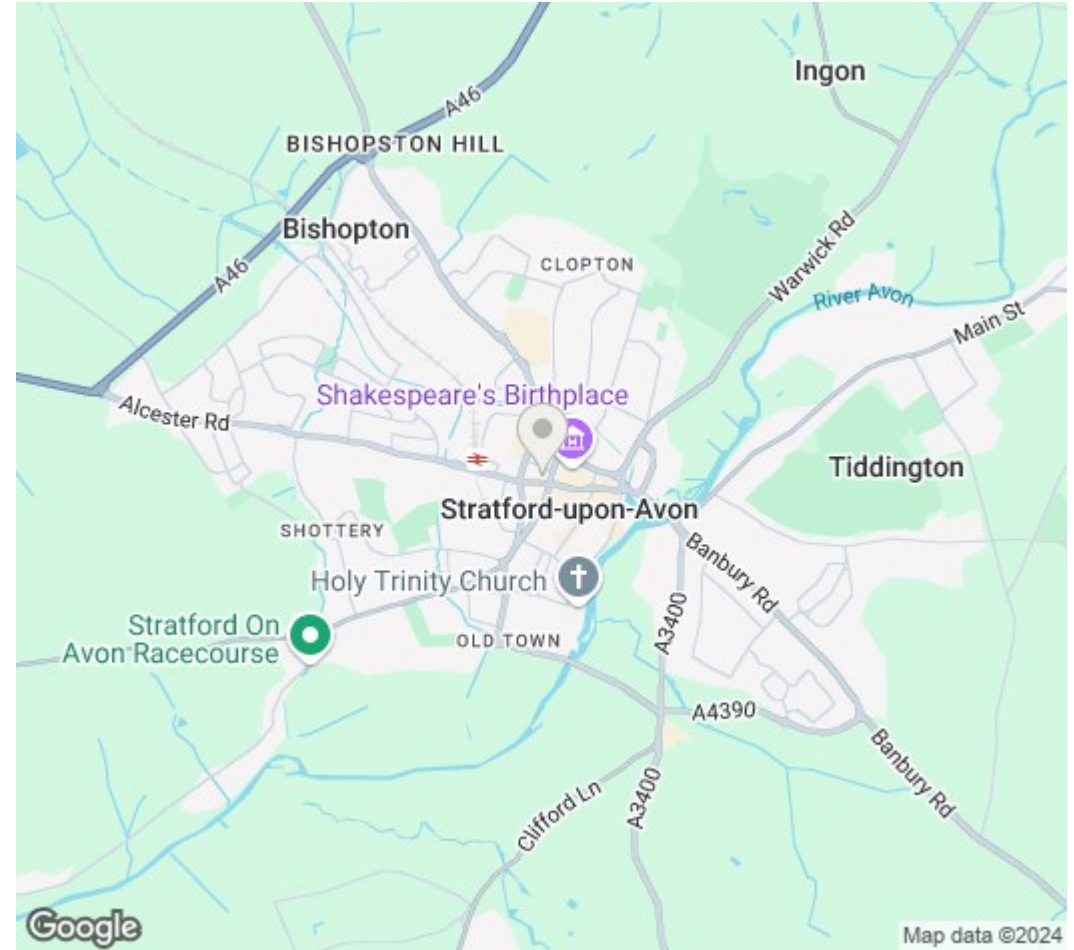 Ingon
A46
BISHOPSTON HILL
Bishopton
CLOPTON
Warwick Rd
A46
River Avon
Main St
Shakespeare's Birthplace
Alcester Rd
Tiddington
Stratford-upon-Avon
SHOTTERY
Banbury Rd
Holy Trinity Church
Stratford On
Avon Racecourse
OLD TOWN
A3400
A4390
Banbury Rd
Clifford Ln
A3400
Google
Map data ©2024